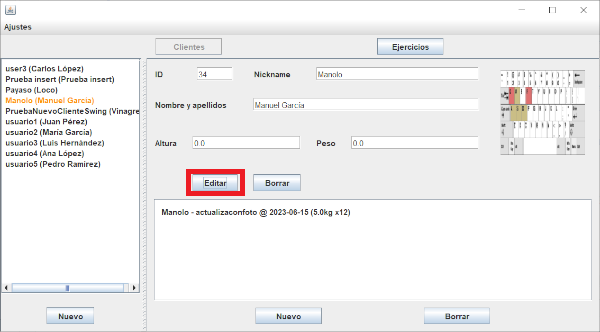 Ajustes
Clientes
Ejercicios
user3 (Carlos López)
Prueba insert (Prueba insert)
Payaso (Loco)
Manolo (Manuel García)
PruebaNuevoClienteSwing (Vinagre
usuario1 (Juan Pérez)
usuario2 (María García)
usuario3 (Luis Hernández)
usuario4 (Ana López)
usuario5 (Pedro Ramírez)
Nuevo
ID
34
Nickname
Manolo
Nombre y apellidos
Manuel García
Altura
0.0
Peso
0.0
Editar
Borrar
Manolo - actualizaconfoto @ 2023-06-15 (5.0kg x12)
Nuevo
Borrar